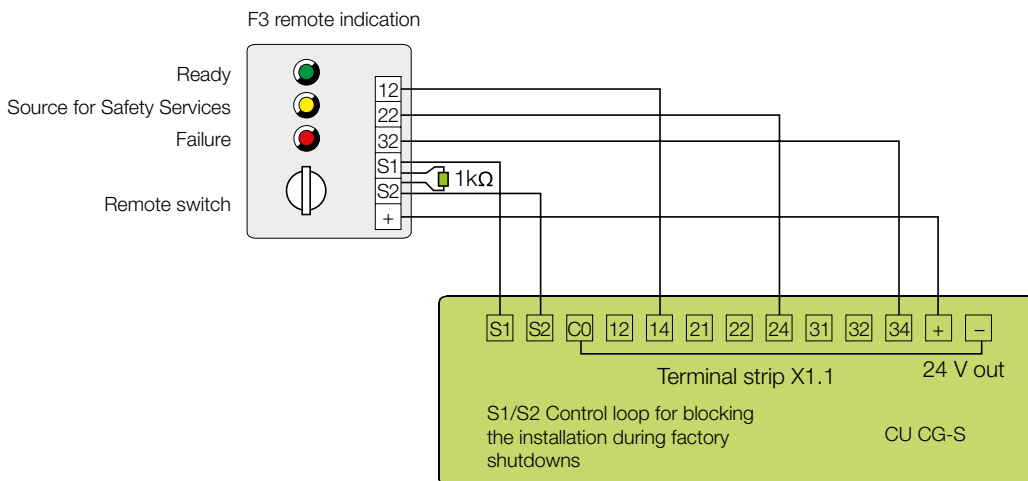 F3 remote indication
Ready
Source for Safety Services
Failure
Remote switch
12
22
32
S1
S2
+
1kΩ
S1 S2 C0 12 14 21 22 24 31 32 34 + −
Terminal strip X1.1
24 V out
S1/S2 Control loop for blocking
the installation during factory
shutdowns
CU CG-S